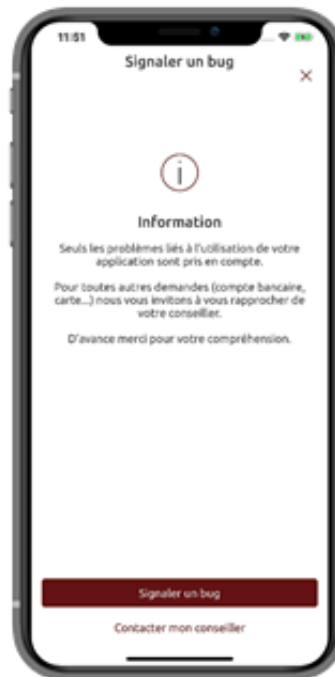 11:51
Signaler un bug
Information
Seuls les problèmes liés à l'utilisation de votre
application sont pris en compte.
Pour toutes autres demandes (compte bancaire,
carte...) nous vous invitons à vous rapprocher de
votre conseiller.
D'avance merci pour votre compréhension.
Signaler un bug
Contacter mon conseiller